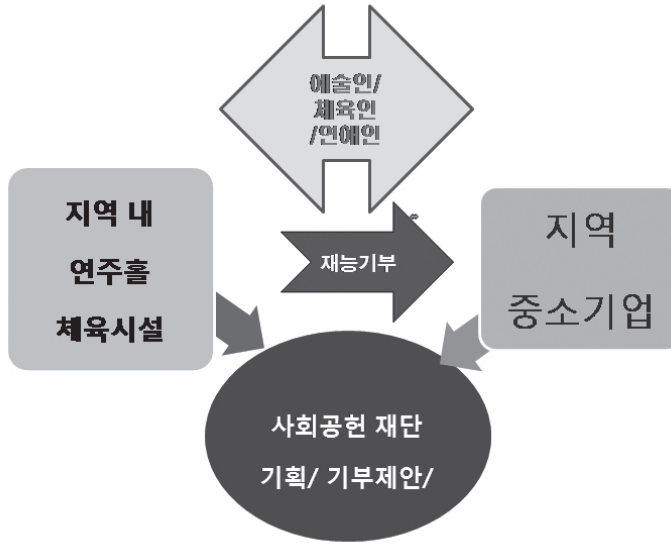 예술인/
체육인
/연예인
지역 내
연주홀
체육시설
재능기부
지역
중소기업
사회공헌 재단
기획/ 기부제안/